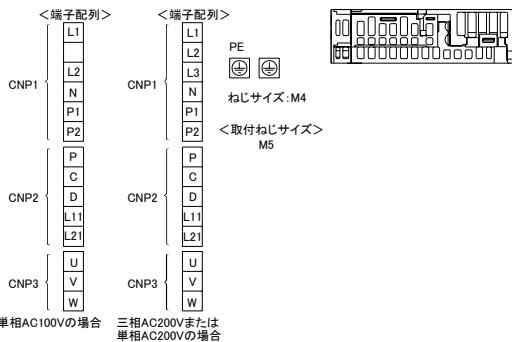 ＜端子配列＞
L1
L2
N
P1
P2
CNP1
P
C
D
L11
L21
CNP2
U
V
W
CNP3
単相AC100Vの場合
＜端子配列＞
L1
L2
L3
N
P1
P2
CNP1
P
C
D
L11
L21
CNP2
U
V
W
CNP3
三相AC200Vまたは
単相AC200Vの場合
PE
ねじサイズ：M4
＜取付ねじサイズ＞
M5